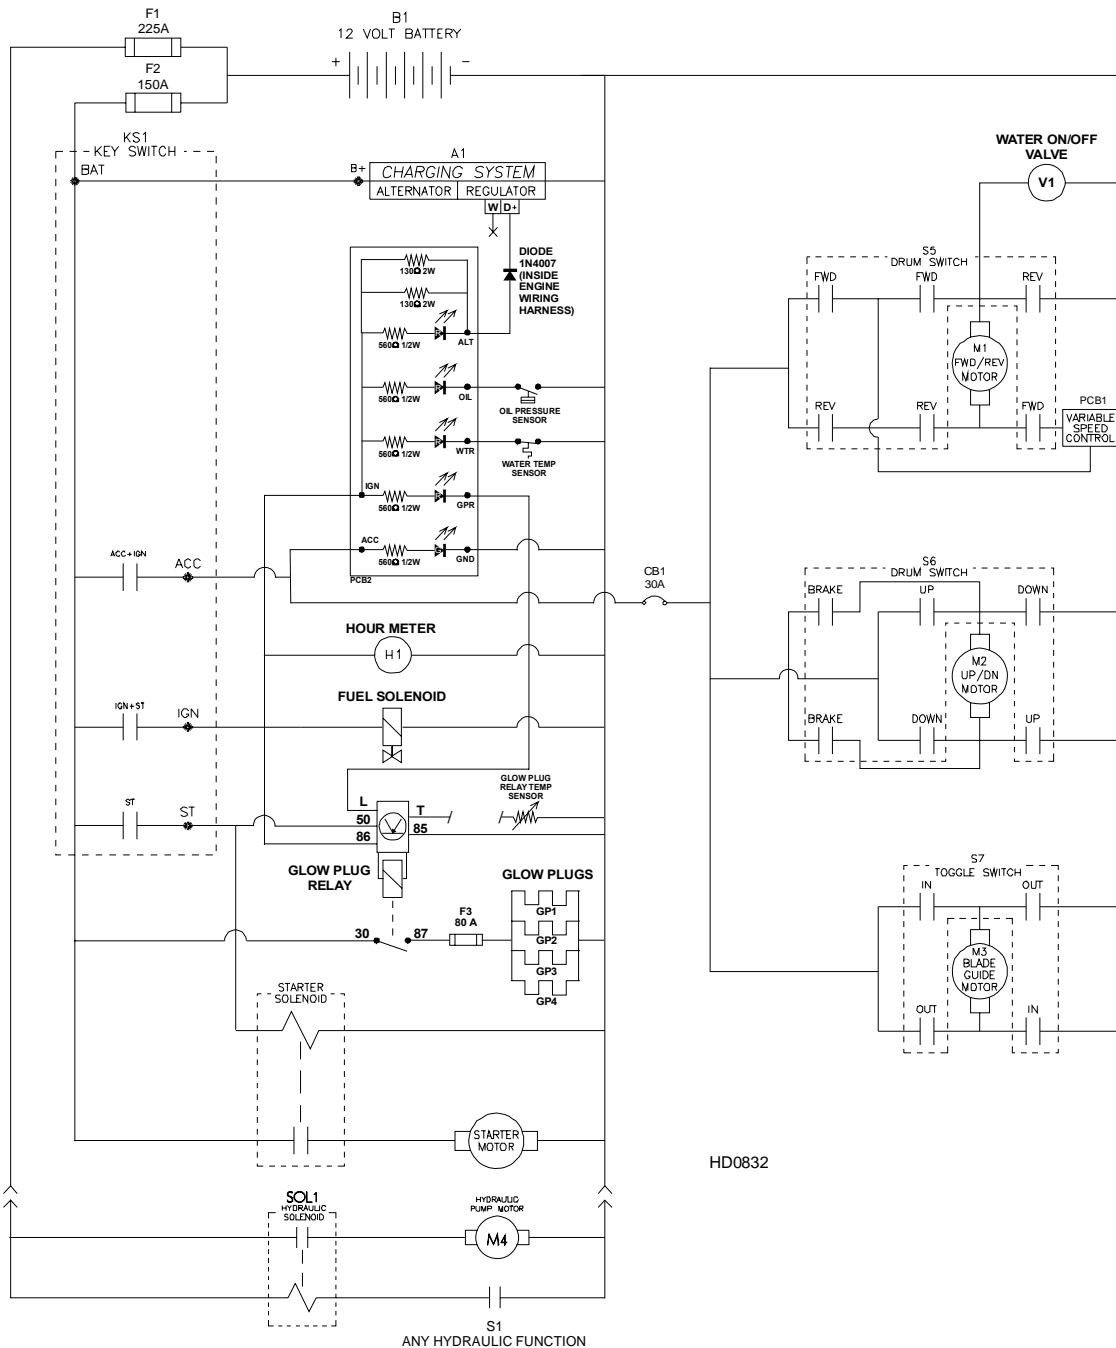 F1
225A
F2
150A
B1
12 VOLT BATTERY
+
-
KS1
KEY SWITCH
BAT
A1
B+
CHARGING SYSTEM
ALTERNATOR
REGULATOR
W
D+
DIODE
1N4007
(INSIDE
ENGINE
WIRING
HARNESS)
130Ω 2W
130Ω 2W
560Ω 1/2W
ALT
560Ω 1/2W
OIL
OIL PRESSURE
SENSOR
560Ω 1/2W
WTR
WATER TEMP
SENSOR
IGN
560Ω 1/2W
GPR
ACC
G
560Ω 1/2W
GND
PCB2
ACC+IGN
ACC
CB1
30A
HOUR METER
H1
FUEL SOLENOID
IGN+ST
IGN
GLOW PLUG
RELAY TEMP
SENSOR
ST
ST
L
50
86
T
85
GLOW PLUG
RELAY
GLOW PLUGS
30
87
F3
80 A
GP1
GP2
GP3
GP4
STARTER
SOLENOID
STARTER
MOTOR
SOL1
HYDRAULIC
SOLENOID
HYDRAULIC
PUMP MOTOR
M4
S1
ANY HYDRAULIC FUNCTION
WATER ON/OFF
VALVE
V1
S5
DRUM SWITCH
FWD
FWD
REV
M1
FWD/REV
MOTOR
REV
REV
FWD
PCB1
VARIABLE
SPEED
CONTROL
S6
DRUM SWITCH
BRAKE
UP
DOWN
M2
UP/DN
MOTOR
BRAKE
DOWN
UP
S7
TOGGLE SWITCH
IN
OUT
M3
BLADE
GUIDE
MOTOR
OUT
IN
HD0832